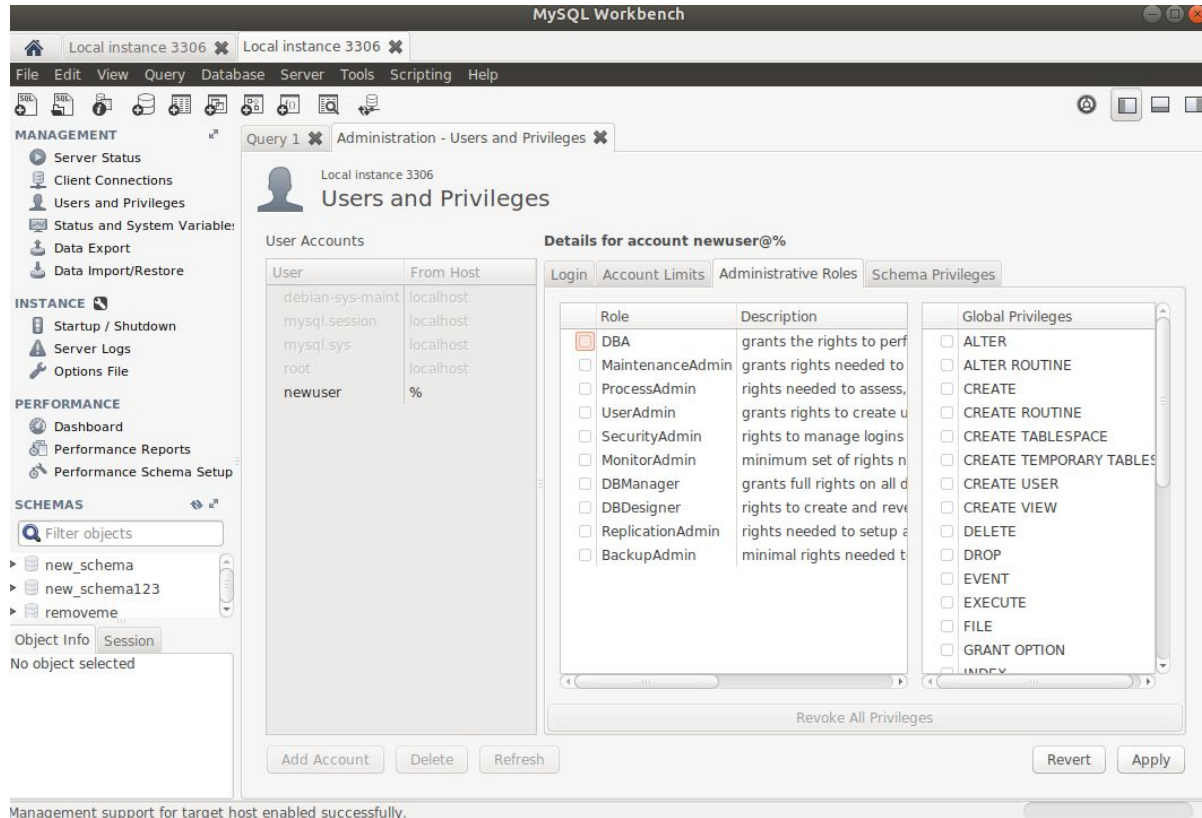 MySQL Workbench
Local instance 3306 Local instance 3306
File Edit View Query Database Server Tools Scripting Help
MANAGEMENT
Server Status
Client Connections
Users and Privileges
Status and System Variable
Data Export
Data Import/Restore
INSTANCE
Startup / Shutdown
Server Logs
Options File
PERFORMANCE
Dashboard
Performance Reports
Performance Schema Setup
SCHEMAS
Filter objects
new_schema
new_schema123
removeme
Object Info Session
No object selected
Query 1 Administration - Users and Privileges
Local instance 3306
Users and Privileges
User Accounts
User From Host
debian-sys-maint localhost
mysql.session localhost
mysql.sys localhost
root localhost
newuser %
Add Account Delete Refresh
Details for account newuser@%
Login Account Limits Administrative Roles Schema Privileges
Role Description
DBA grants the rights to perf
MaintenanceAdmin grants rights needed to
ProcessAdmin rights needed to assess,
UserAdmin grants rights to create u
SecurityAdmin rights to manage logins
MonitorAdmin minimum set of rights n
DBManager grants full rights on all d
DBDesigner rights to create and reve
ReplicationAdmin rights needed to setup a
BackupAdmin minimal rights needed t
Global Privileges
ALTER
ALTER ROUTINE
CREATE
CREATE ROUTINE
CREATE TABLESPACE
CREATE TEMPORARY TABLES
CREATE USER
CREATE VIEW
DELETE
DROP
EVENT
EXECUTE
FILE
GRANT OPTION
INDEX
Revoke All Privileges
Revert Apply
Management support for target host enabled successfully.